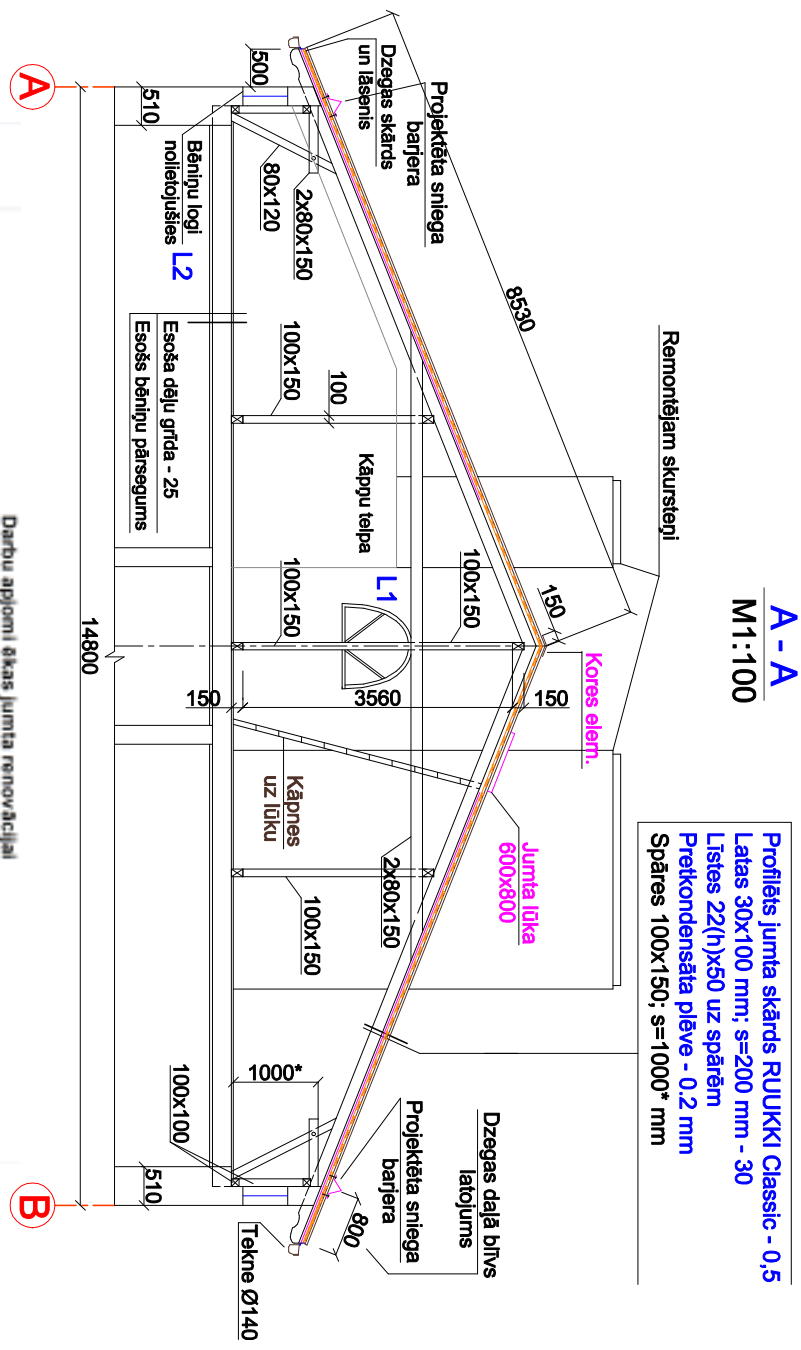 A - A
M1:100
Profilēts jumta skārds RUUKKI Classic - 0,5
Latas 30x100 mm; s=200 mm - 30
Līstes 22(h)x50 uz spārēm
Pretkondensāta plēve - 0.2 mm
Spāres 100x150; s=1000* mm
Remontējam skursteņi
8530
150
Kores elem.
Projektēta sniega
barjera
Dzegas skārds
un lāsenis
500
510
A
Bēniņu logi
nolietojušies
L2
80x120
2x80x150
100x150
100
Esoša dēļu grīda - 25
Esošs bēniņu pārsegums
Kāpņu telpa
L1
100x150
100x150
150
3560
150
Kāpnes
uz lūku
Jumta lūka
600x800
2x80x150
100x150
1000*
100x100
510
B
Dzegas daļā blīvs
latojums
Projektēta sniega
barjera
800
Tekne Ø140
14800
Darbu apjomi ēkas jumta renovācijai